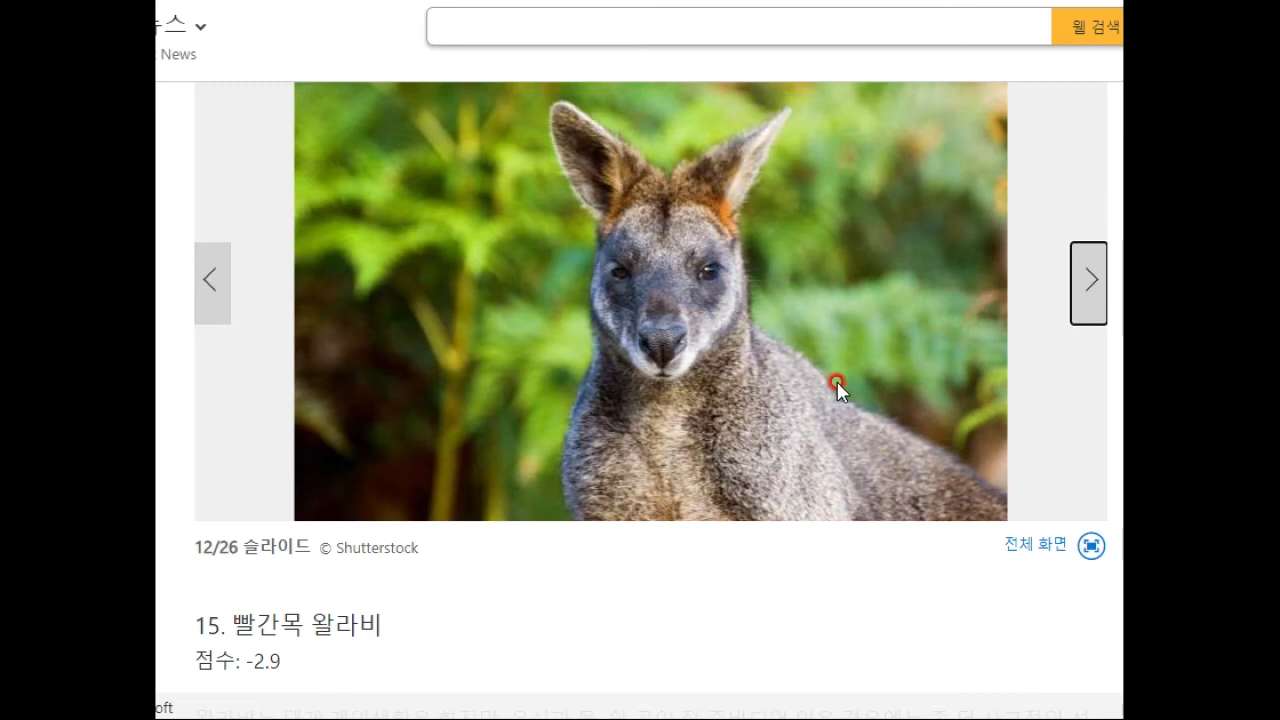 뉴스
News
웹 검색
12/26 슬라이드 © Shutterstock
전체 화면
15. 빨간목 왈라비
점수: -2.9
oft